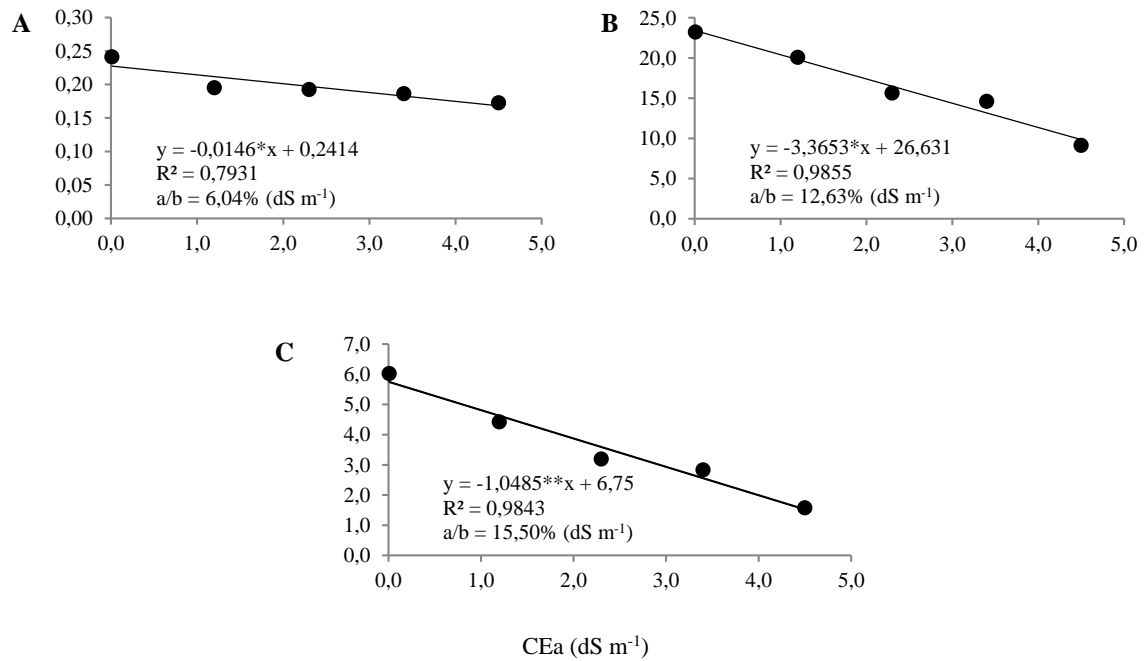 A
0,30
0,25
0,20
0,15
0,10
0,05
0,00
y = -0,0146*x + 0,2414
R² = 0,7931
a/b = 6,04% (dS m⁻¹)
0,0 1,0 2,0 3,0 4,0 5,0
B
25,0
20,0
15,0
10,0
5,0
0,0
y = -3,3653*x + 26,631
R² = 0,9855
a/b = 12,63% (dS m⁻¹)
0,0 1,0 2,0 3,0 4,0 5,0
C
7,0
6,0
5,0
4,0
3,0
2,0
1,0
0,0
y = -1,0485**x + 6,75
R² = 0,9843
a/b = 15,50% (dS m⁻¹)
0,0 1,0 2,0 3,0 4,0 5,0
CEa (dS m⁻¹)